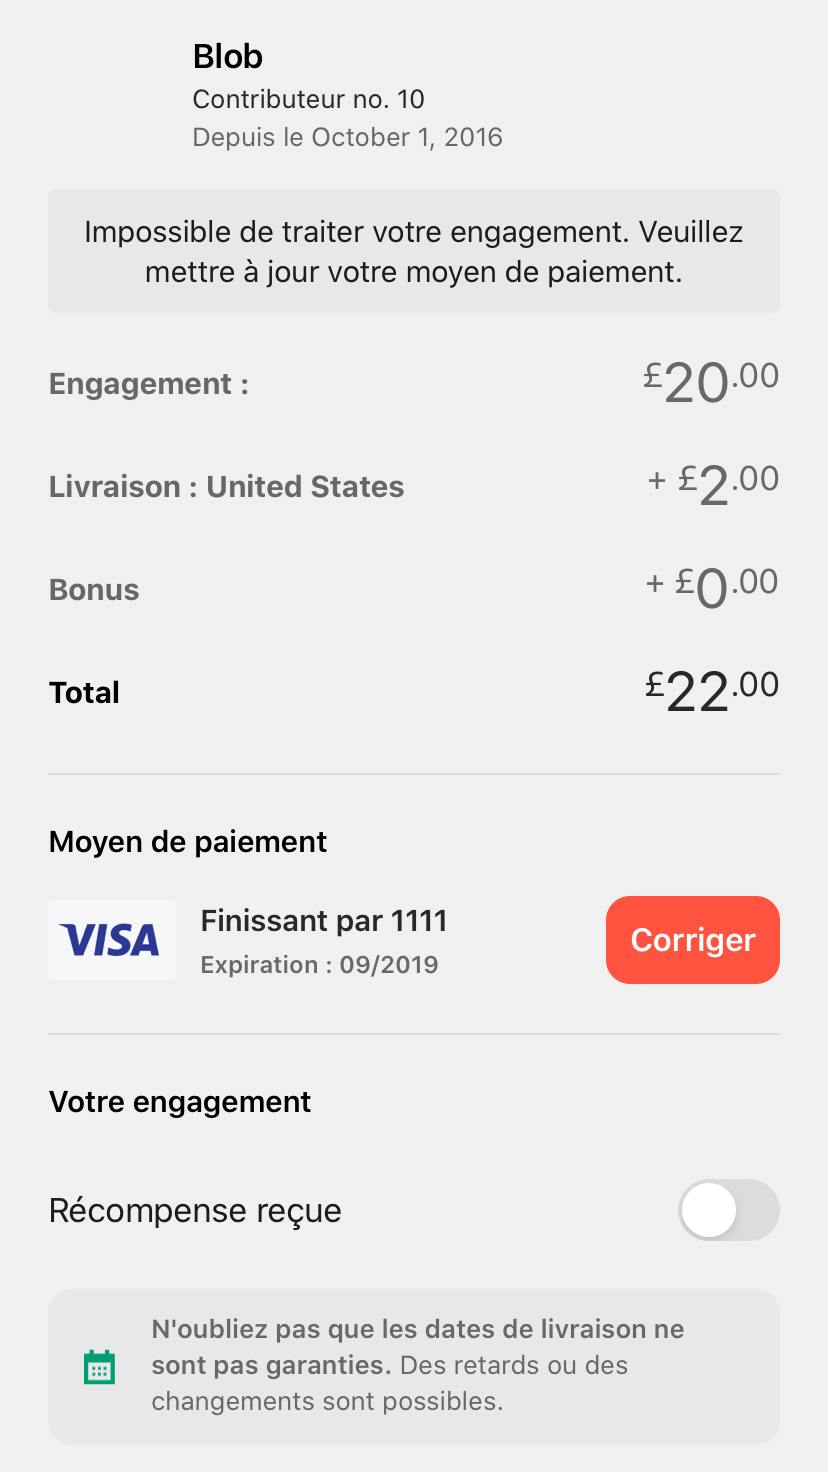 Blob
Contributeur no. 10
Depuis le October 1, 2016
Impossible de traiter votre engagement. Veuillez
mettre à jour votre moyen de paiement.
Engagement : £20.00
Livraison : United States + £2.00
Bonus + £0.00
Total £22.00
Moyen de paiement
VISA
Finissant par 1111
Expiration : 09/2019
Corriger
Votre engagement
Récompense reçue
N'oubliez pas que les dates de livraison ne
sont pas garanties. Des retards ou des
changements sont possibles.